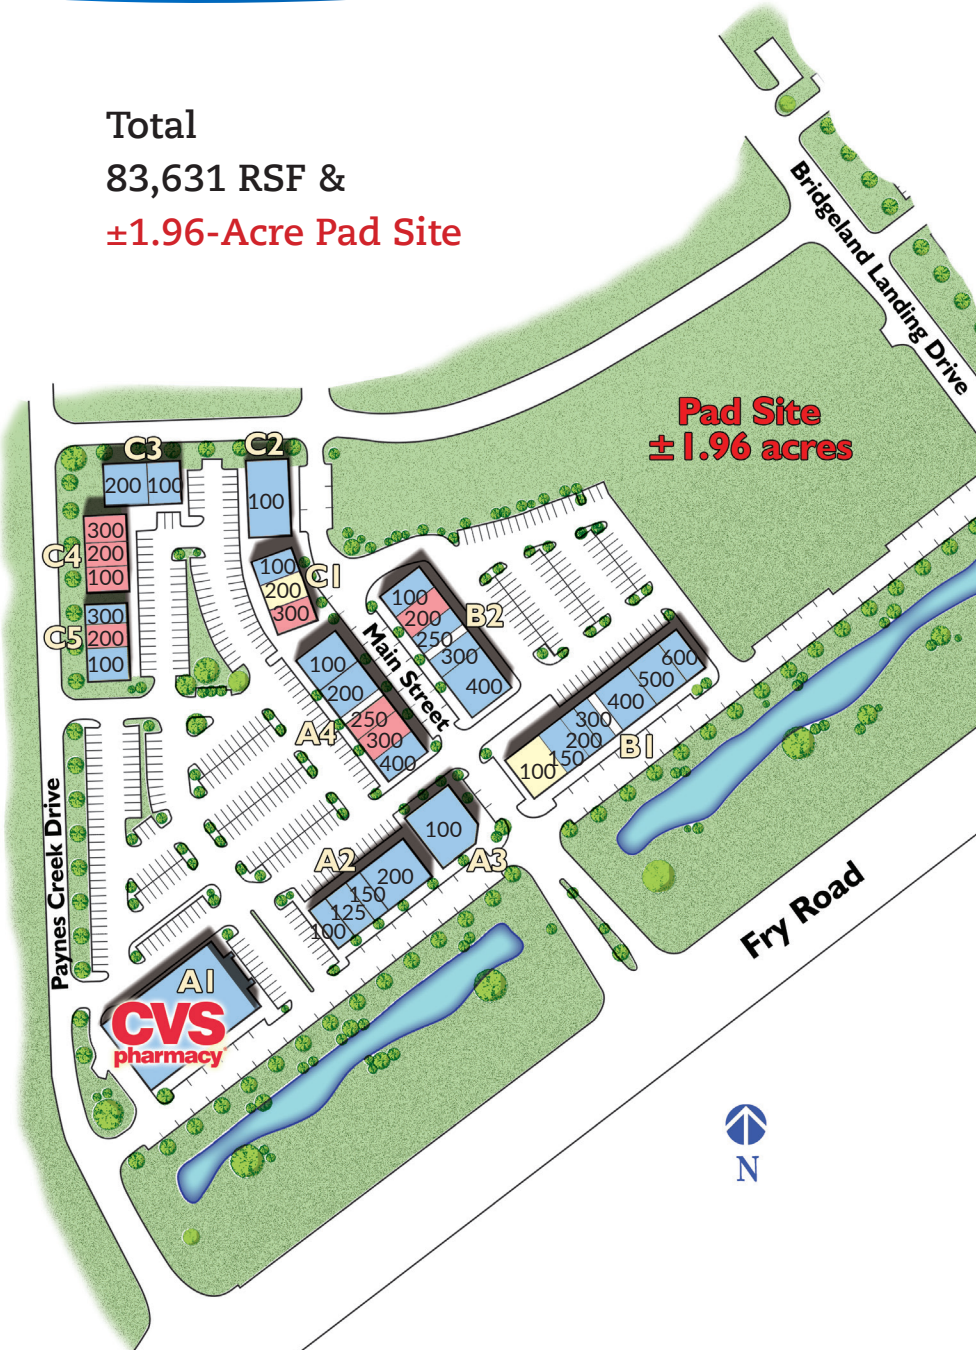 Total
83,631 RSF &
±1.96-Acre Pad Site
Bridgeland Landing Drive
Pad Site
±1.96 acres
C3
200 100
C2
100
C4
300
200
100
C1
100
200
300
C5
300
200
100
B2
100
200
250
300
400
Main Street
A4
100
200
250
300
400
B1
600
500
400
300
200
150
100
A3
100
A2
200
150
125
100
Paynes Creek Drive
Fry Road
A1
CVS
pharmacy
N